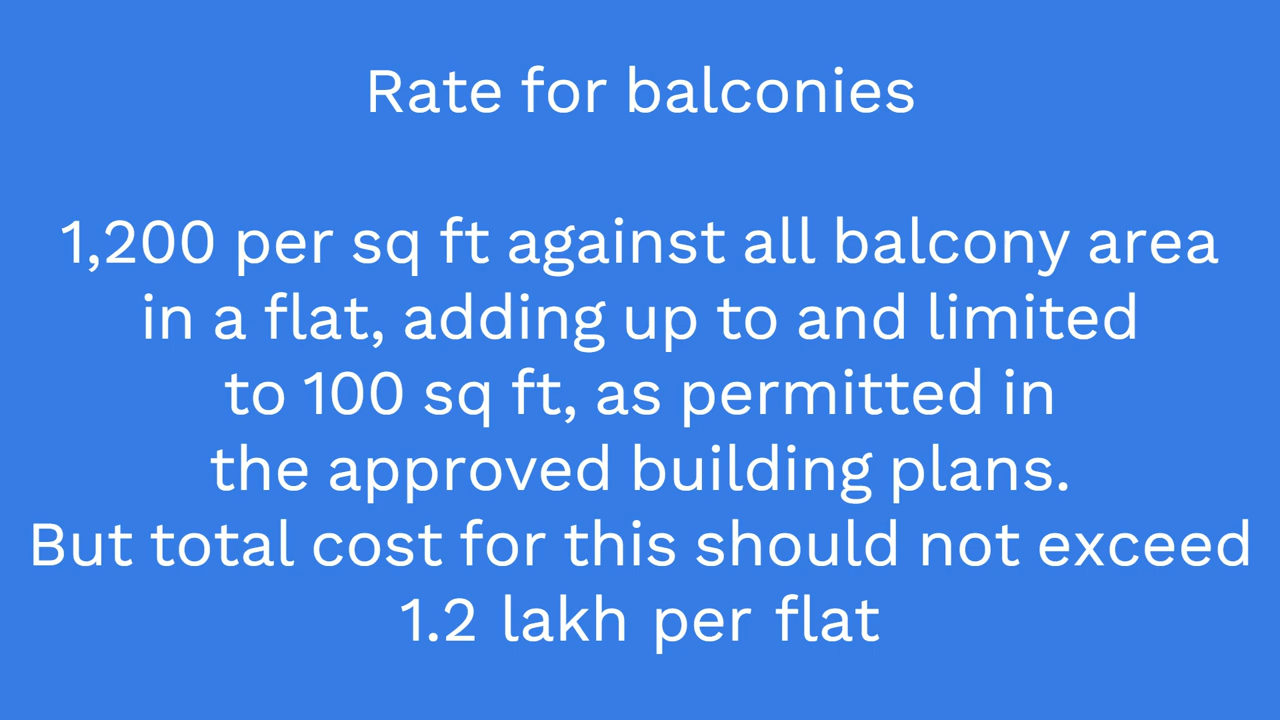 Rate for balconies
1,200 per sq ft against all balcony area
in a flat, adding up to and limited
to 100 sq ft, as permitted in
the approved building plans.
But total cost for this should not exceed
1.2 lakh per flat